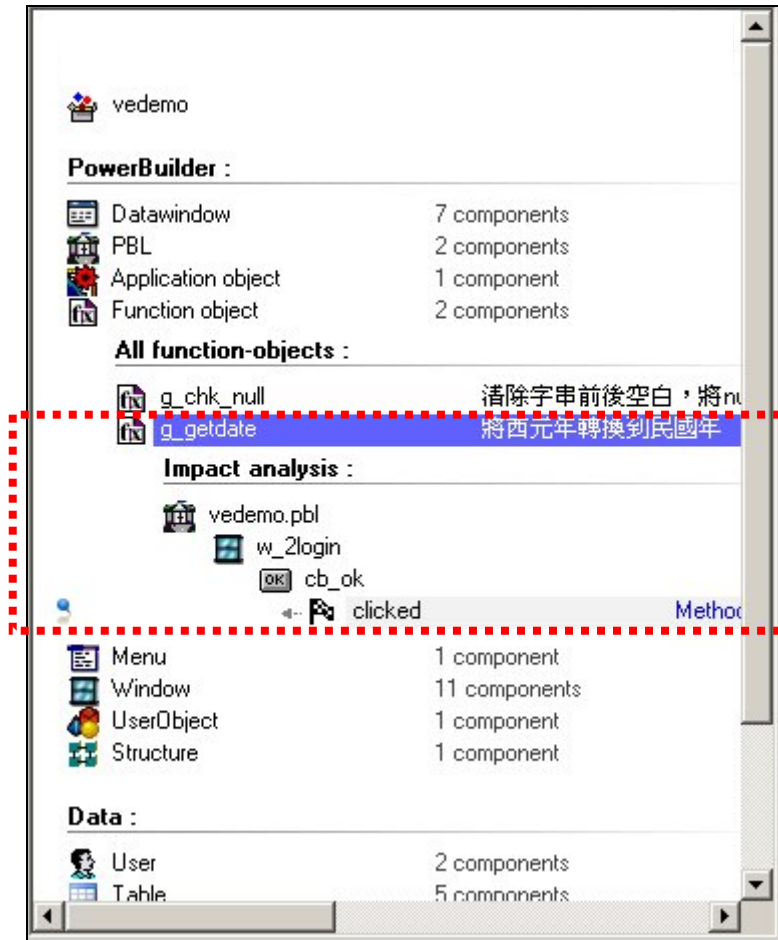 vedemo
PowerBuilder :
Datawindow 7 components
PBL 2 components
Application object 1 component
Function object 2 components
All function-objects :
g_chk_null 清除字串前後空白，將nu
g_getdate 將西元年轉換到民國年
Impact analysis :
vedemo.pbl
w_2login
OK cb_ok
clicked Method
Menu 1 component
Window 11 components
UserObject 1 component
Structure 1 component
Data :
User 2 components
Table 5 components